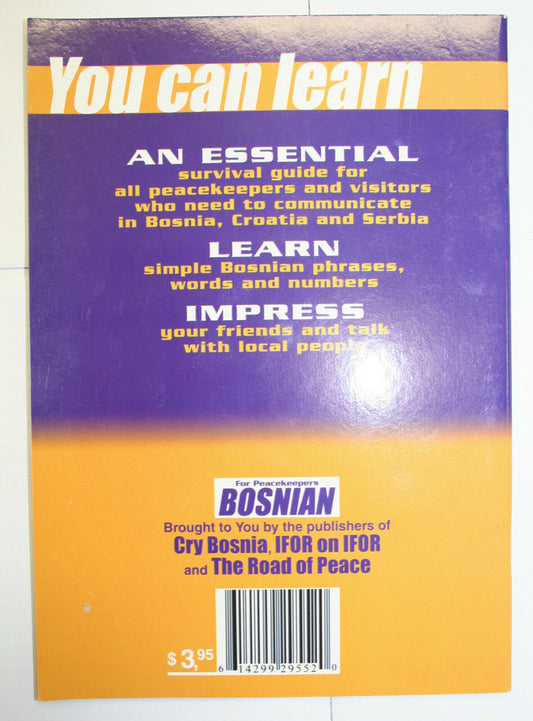 You can learn
AN ESSENTIAL
survival guide for
all peacekeepers and visitors
who need to communicate
in Bosnia, Croatia and Serbia
LEARN
simple Bosnian phrases,
words and numbers
IMPRESS
your friends and talk
with local people
For Peacekeepers
BOSNIAN
Brought to You by the publishers of
Cry Bosnia, IFOR on IFOR
and The Road of Peace
$ 3,95
6 14299 29552 0